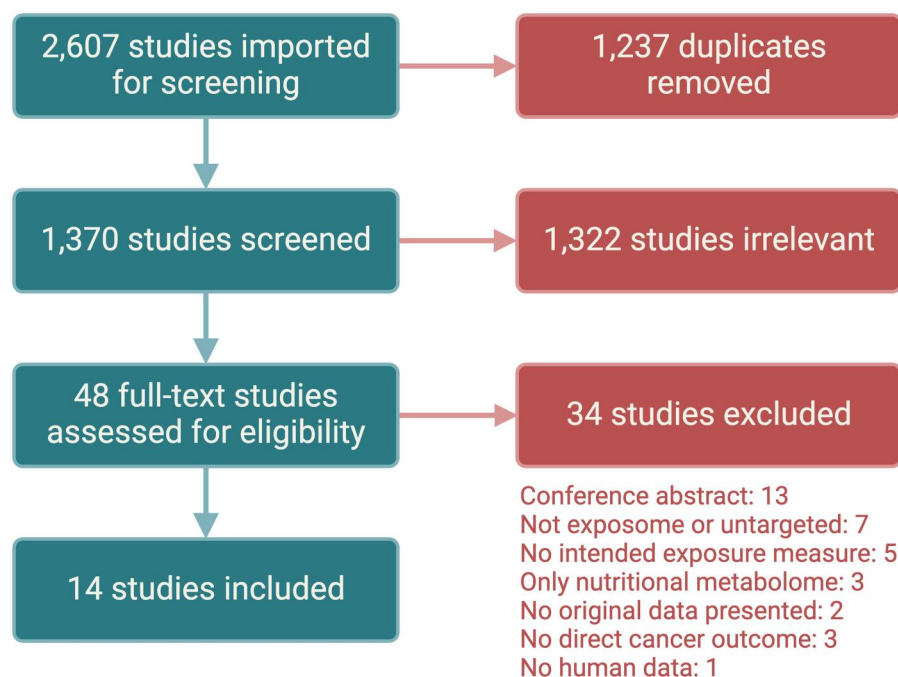 2,607 studies imported
for screening
1,237 duplicates
removed
1,370 studies screened
1,322 studies irrelevant
48 full-text studies
assessed for eligibility
34 studies excluded
14 studies included
Conference abstract: 13
Not exposome or untargeted: 7
No intended exposure measure: 5
Only nutritional metabolome: 3
No original data presented: 2
No direct cancer outcome: 3
No human data: 1